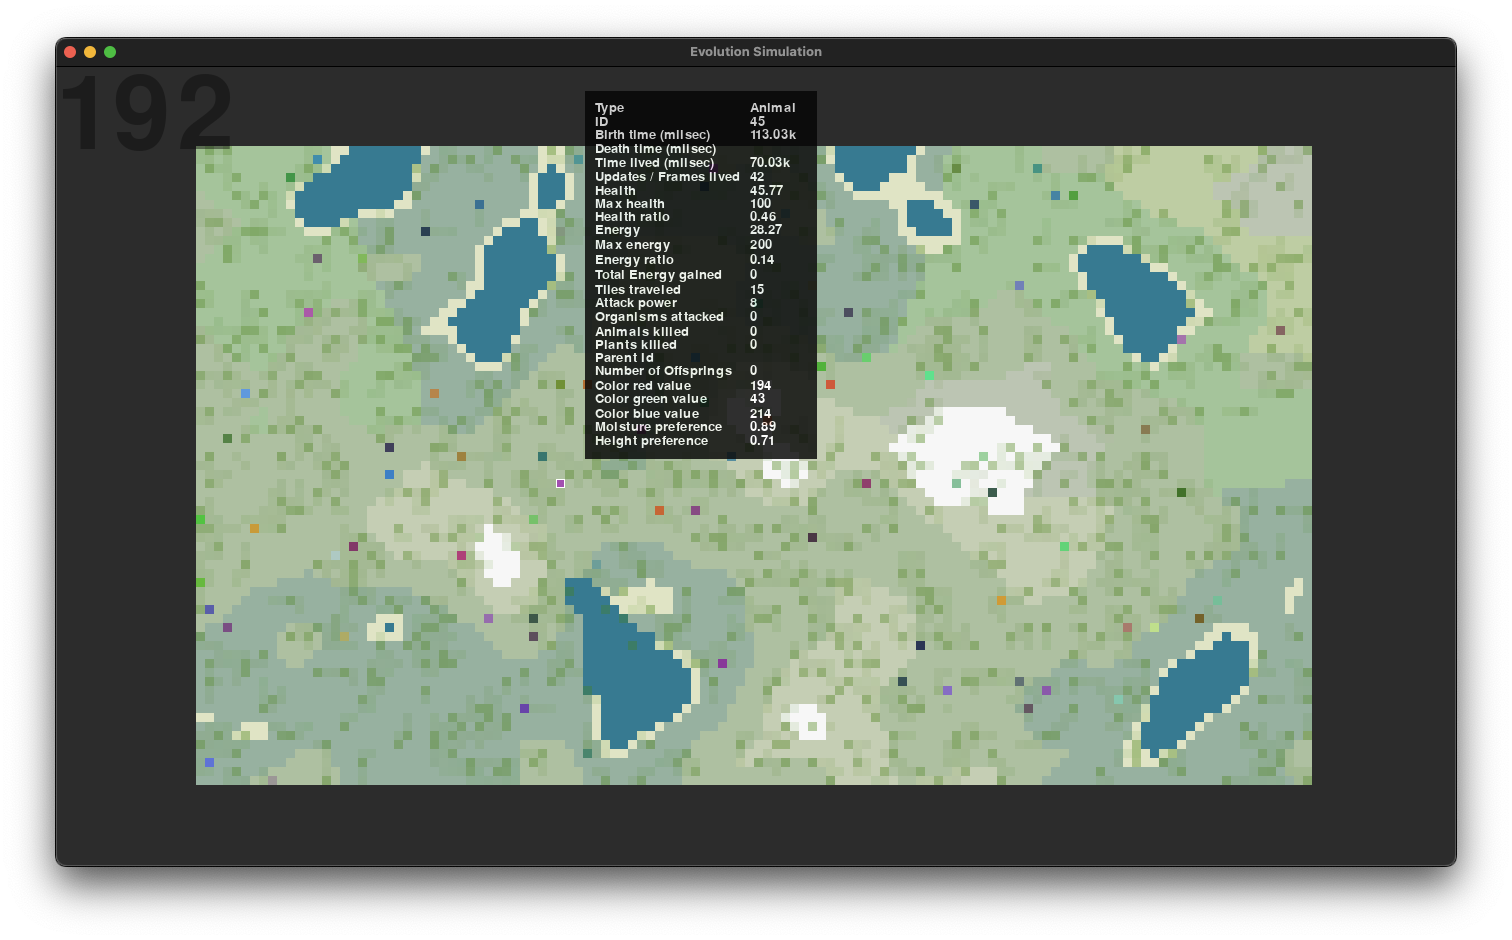 Evolution Simulation
192
Type Animal
ID 45
Birth time (milsec) 113.03k
Death time (milsec)
Time lived (milsec) 70.03k
Updates / Frames lived 42
Health 45.77
Max health 100
Health ratio 0.46
Energy 28.27
Max energy 200
Energy ratio 0.14
Total Energy gained 0
Tiles traveled 15
Attack power 8
Organisms attacked 0
Animals killed 0
Plants killed 0
Parent Id
Number of Offsprings 0
Color red value 194
Color green value 43
Color blue value 214
Moisture preference 0.89
Height preference 0.71